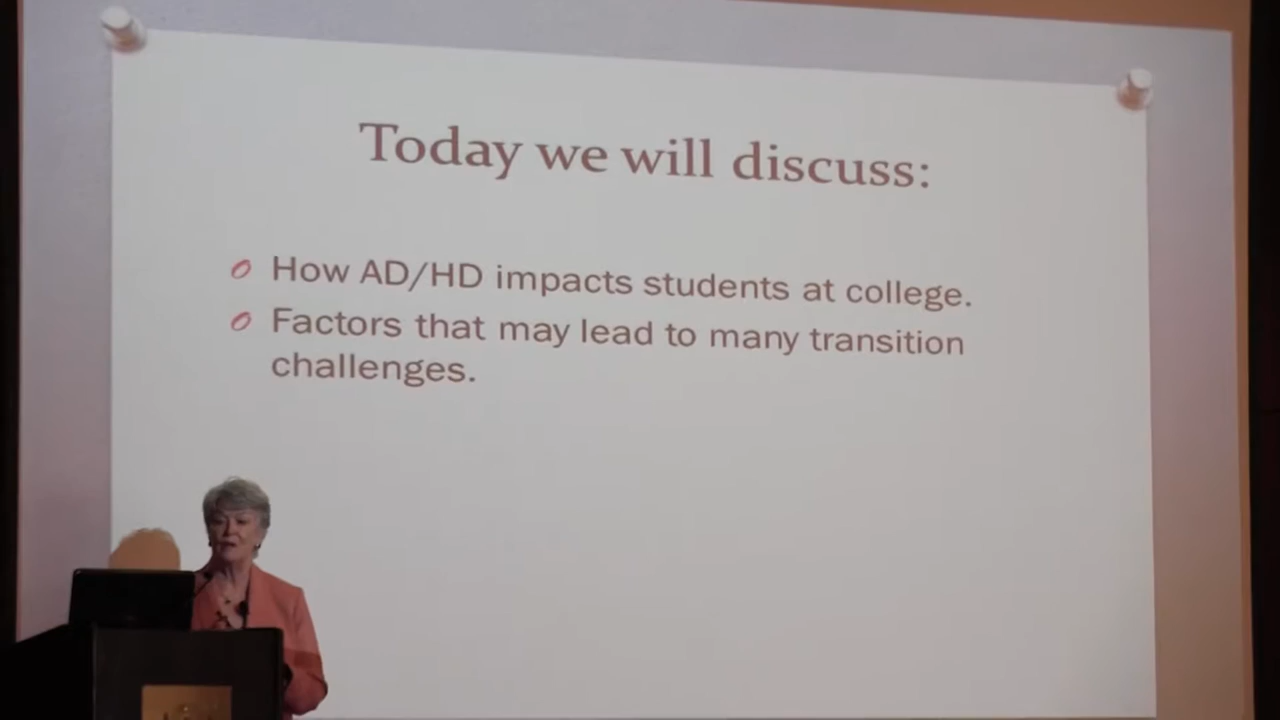 Today we will discuss:
How AD/HD impacts students at college.
Factors that may lead to many transition
challenges.